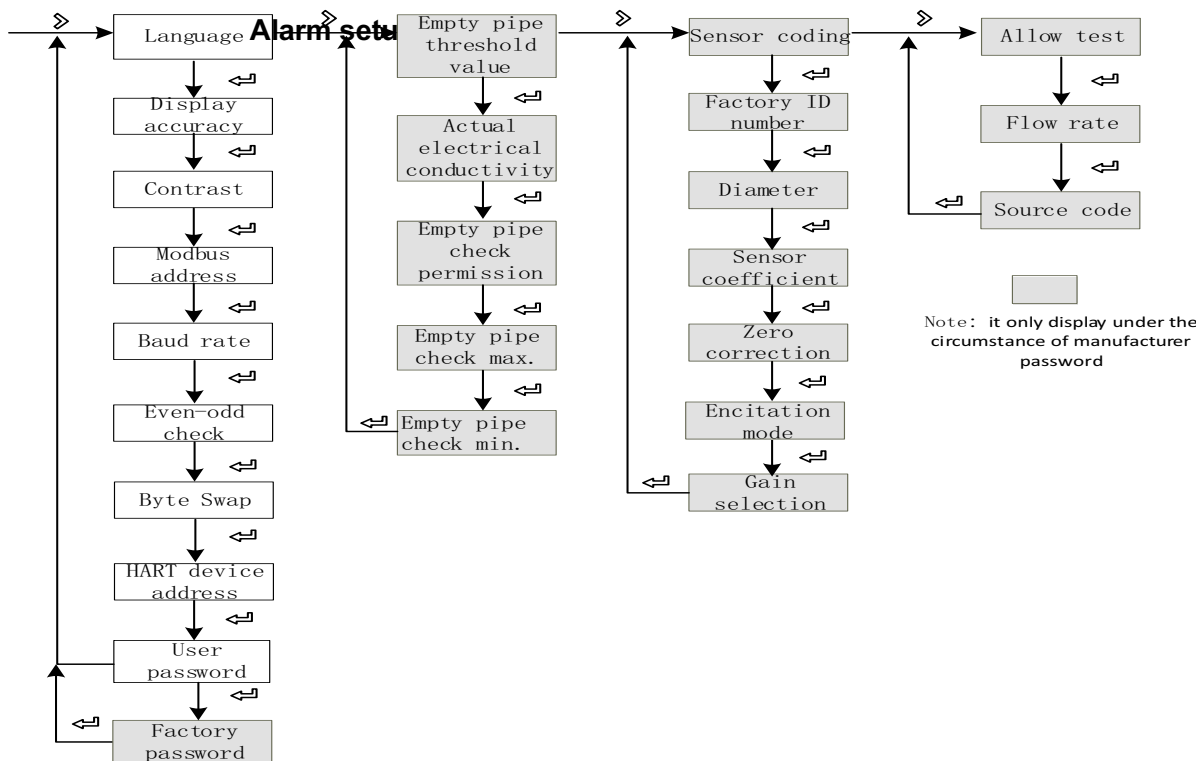 Language
Alarm setu
Display
accuracy
Contrast
Modbus
address
Baud rate
Even-odd
check
Byte Swap
HART device
address
User
password
Factory
password
Empty pipe
threshold
value
Actual
electrical
conductivity
Empty pipe
check
permission
Empty pipe
check max.
Empty pipe
check min.
Sensor coding
Factory ID
number
Diameter
Sensor
coefficient
Zero
correction
Encitation
mode
Gain
selection
Allow test
Flow rate
Source code
Note: it only display under the
circumstance of manufacturer
password